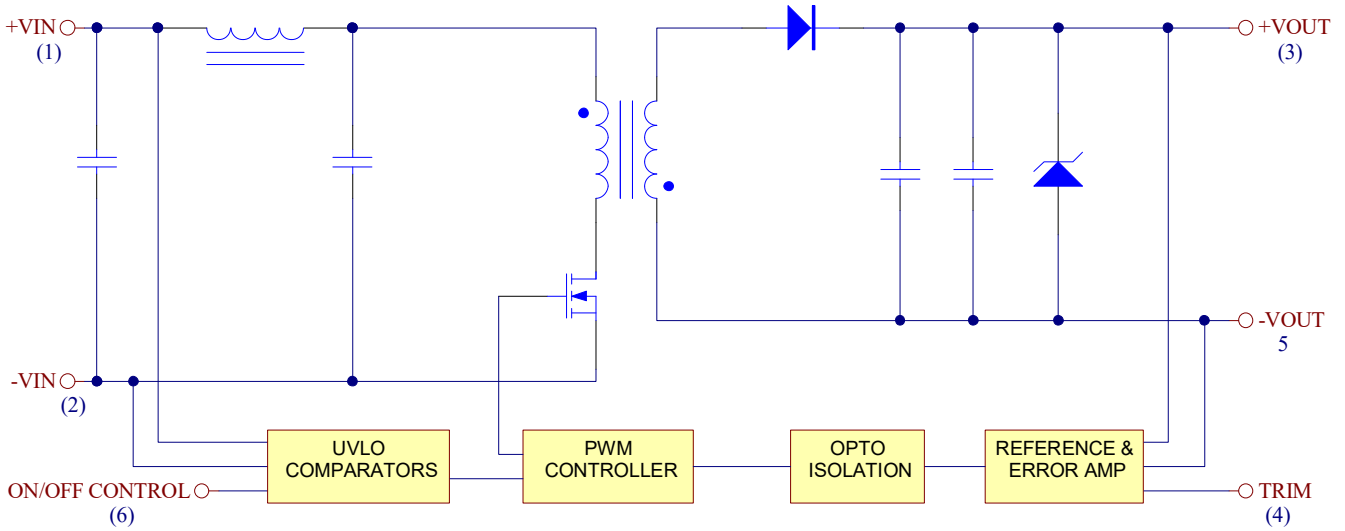 +VIN
(1)
+VOUT
(3)
-VOUT
5
-VIN
(2)
UVLO
COMPARATORS
PWM
CONTROLLER
OPTO
ISOLATION
REFERENCE &
ERROR AMP
ON/OFF CONTROL
(6)
TRIM
(4)